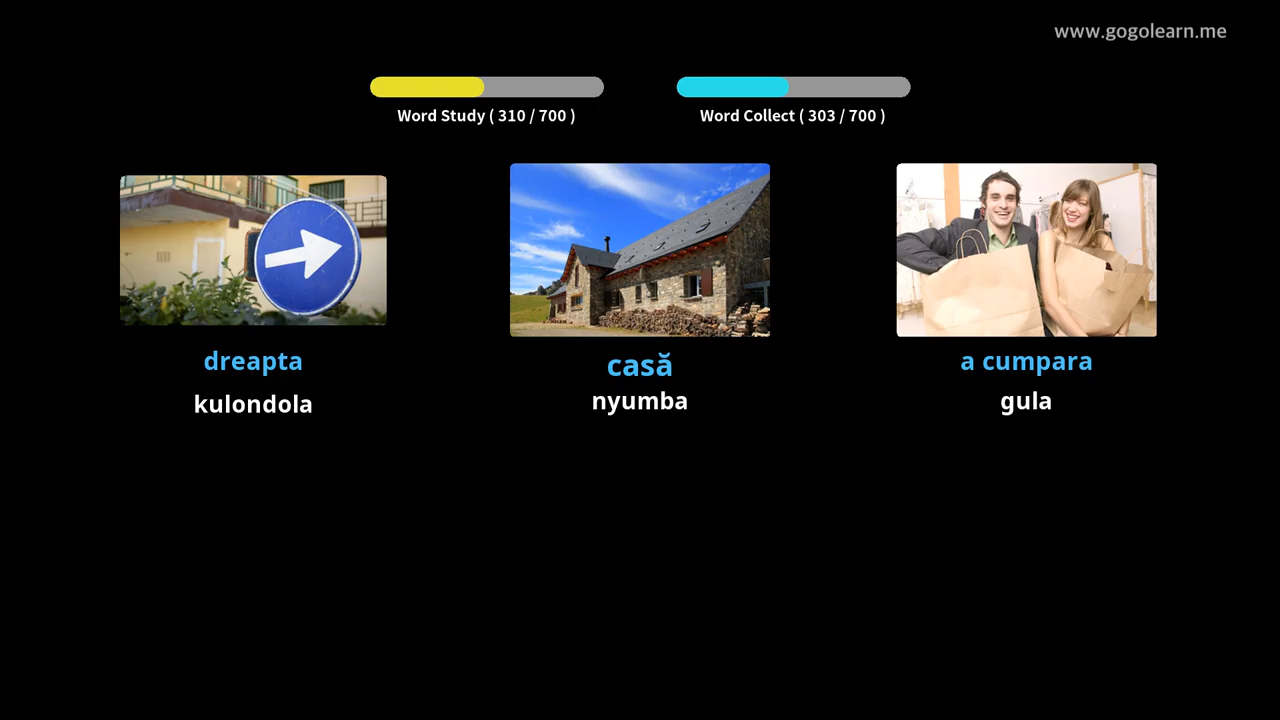 www.gogolearn.me
Word Study ( 310 / 700 )
Word Collect ( 303 / 700 )
dreapta
kulondola
casă
nyumba
a cumpara
gula